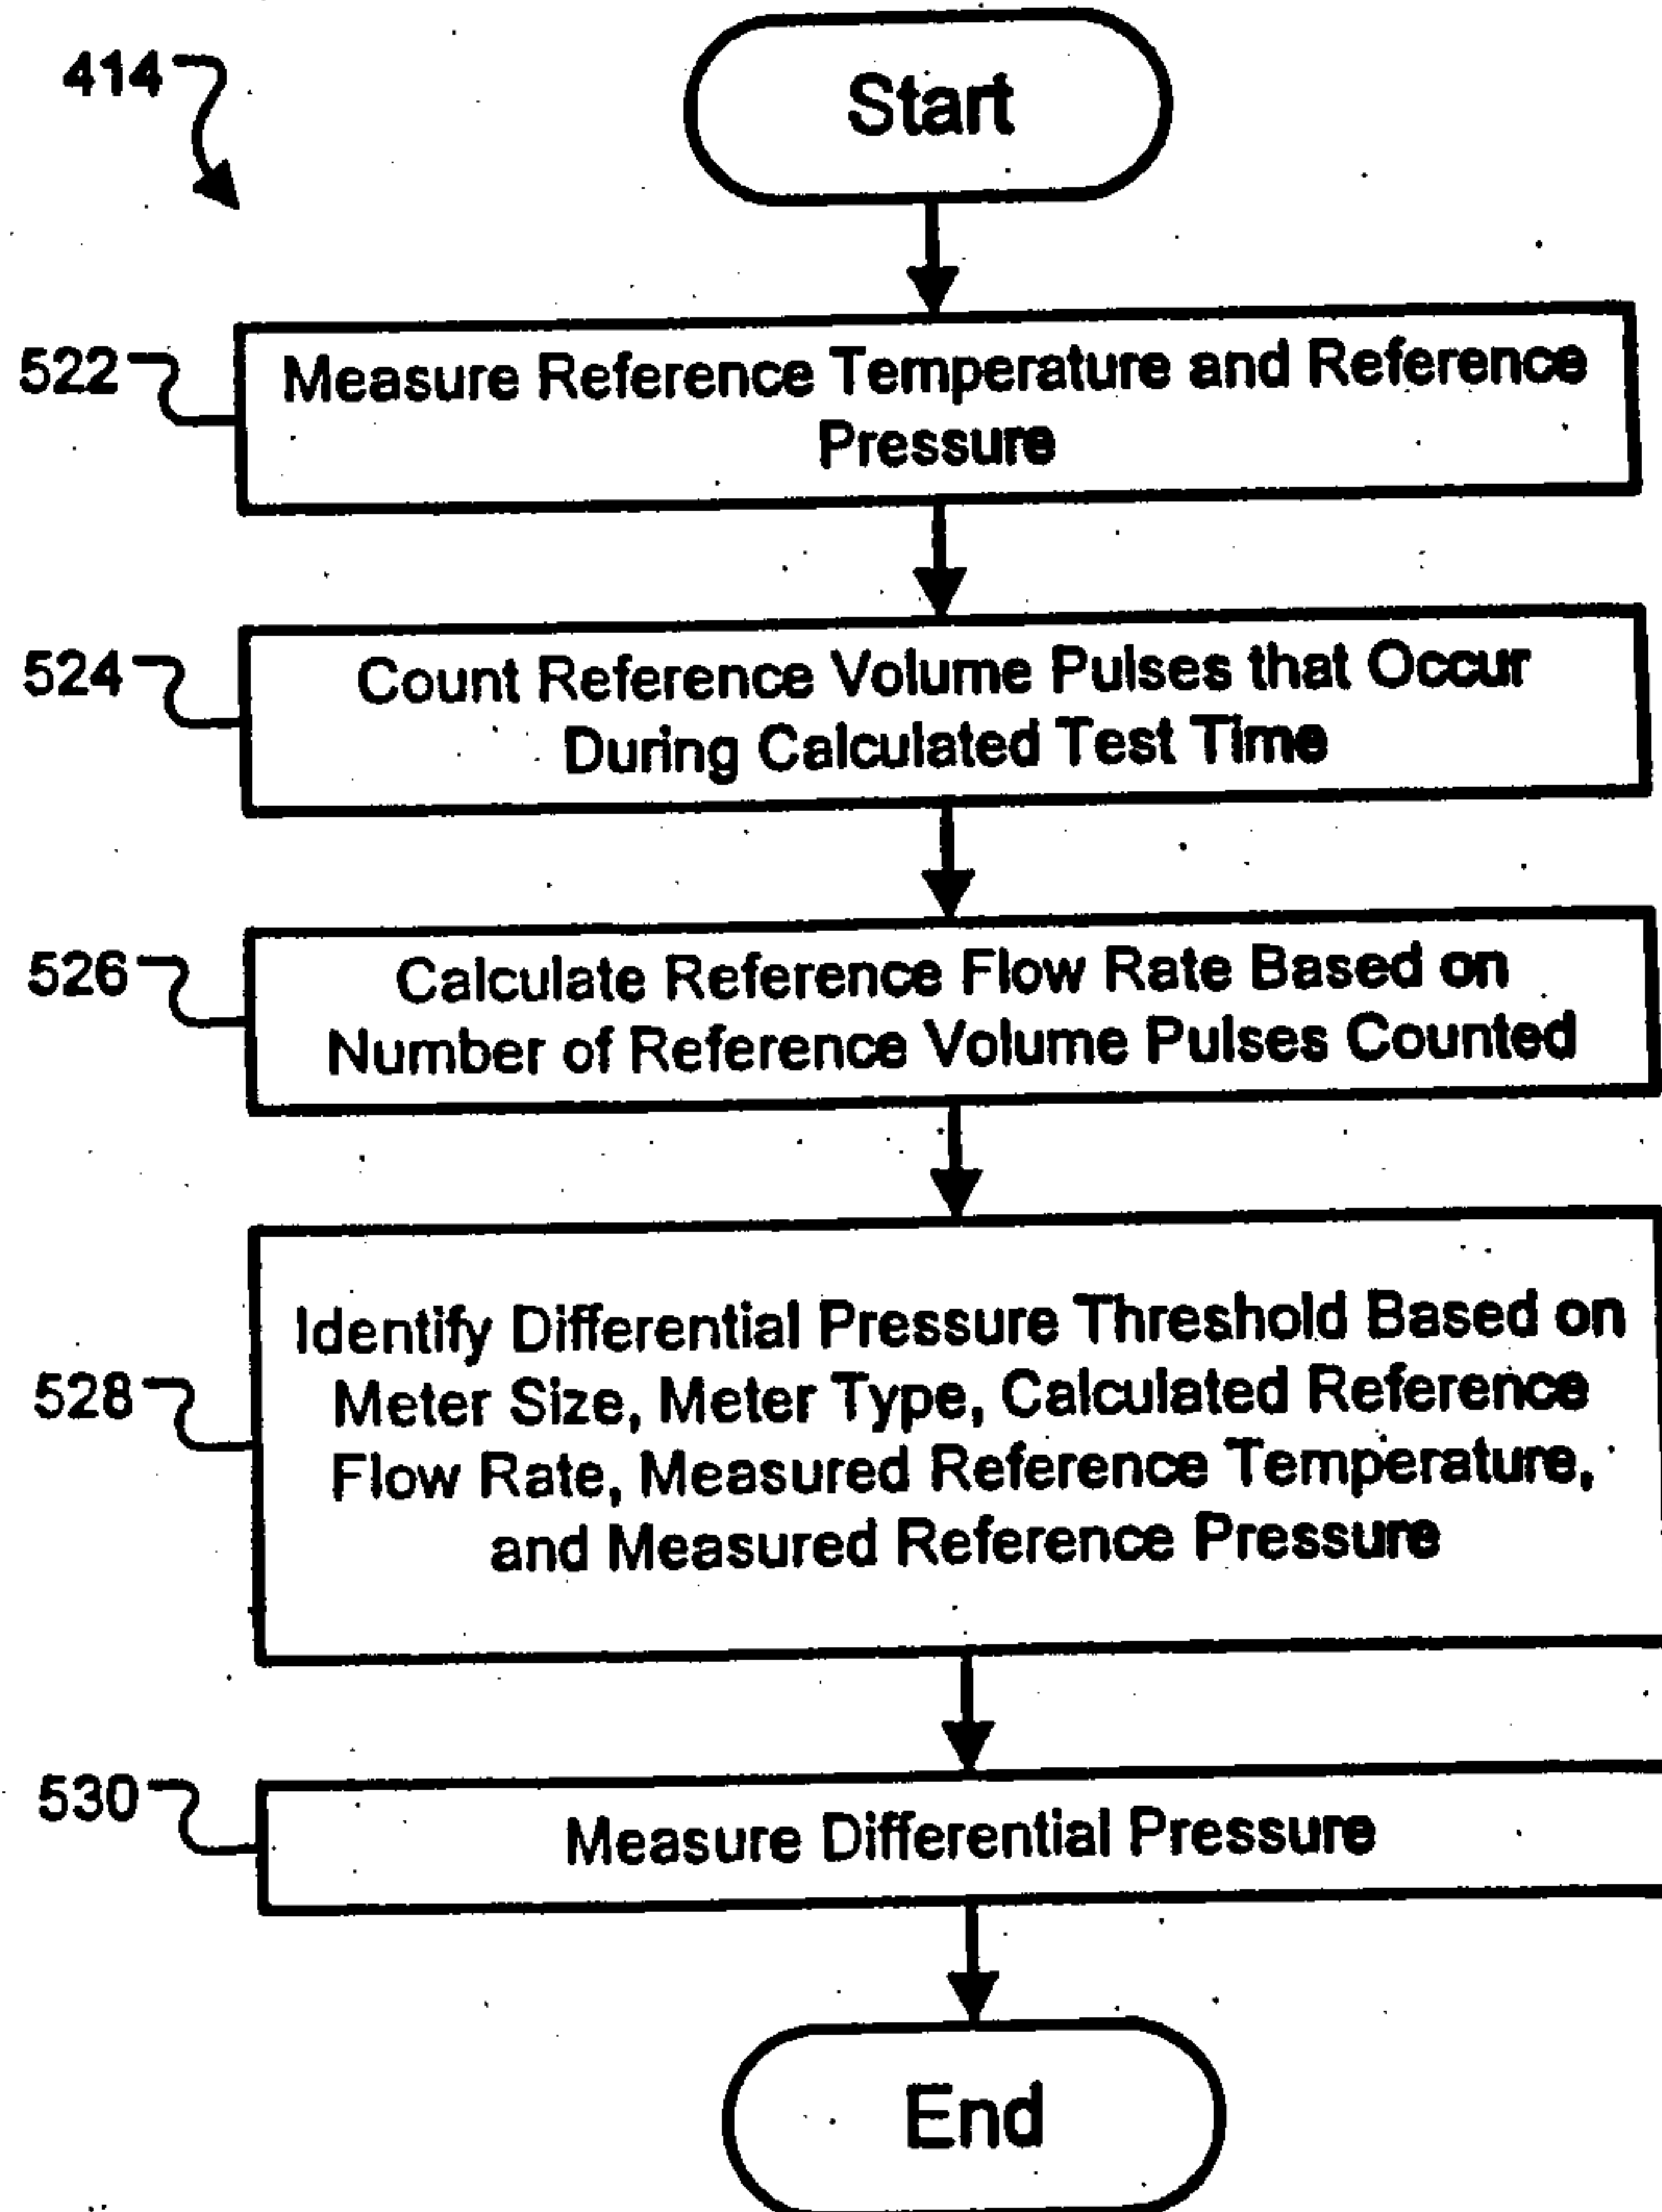 414
Start
522
Measure Reference Temperature and Reference
Pressure
524
Count Reference Volume Pulses that Occur
During Calculated Test Time
526
Calculate Reference Flow Rate Based on
Number of Reference Volume Pulses Counted
528
Identify Differential Pressure Threshold Based on
Meter Size, Meter Type, Calculated Reference
Flow Rate, Measured Reference Temperature,
and Measured Reference Pressure
530
Measure Differential Pressure
End